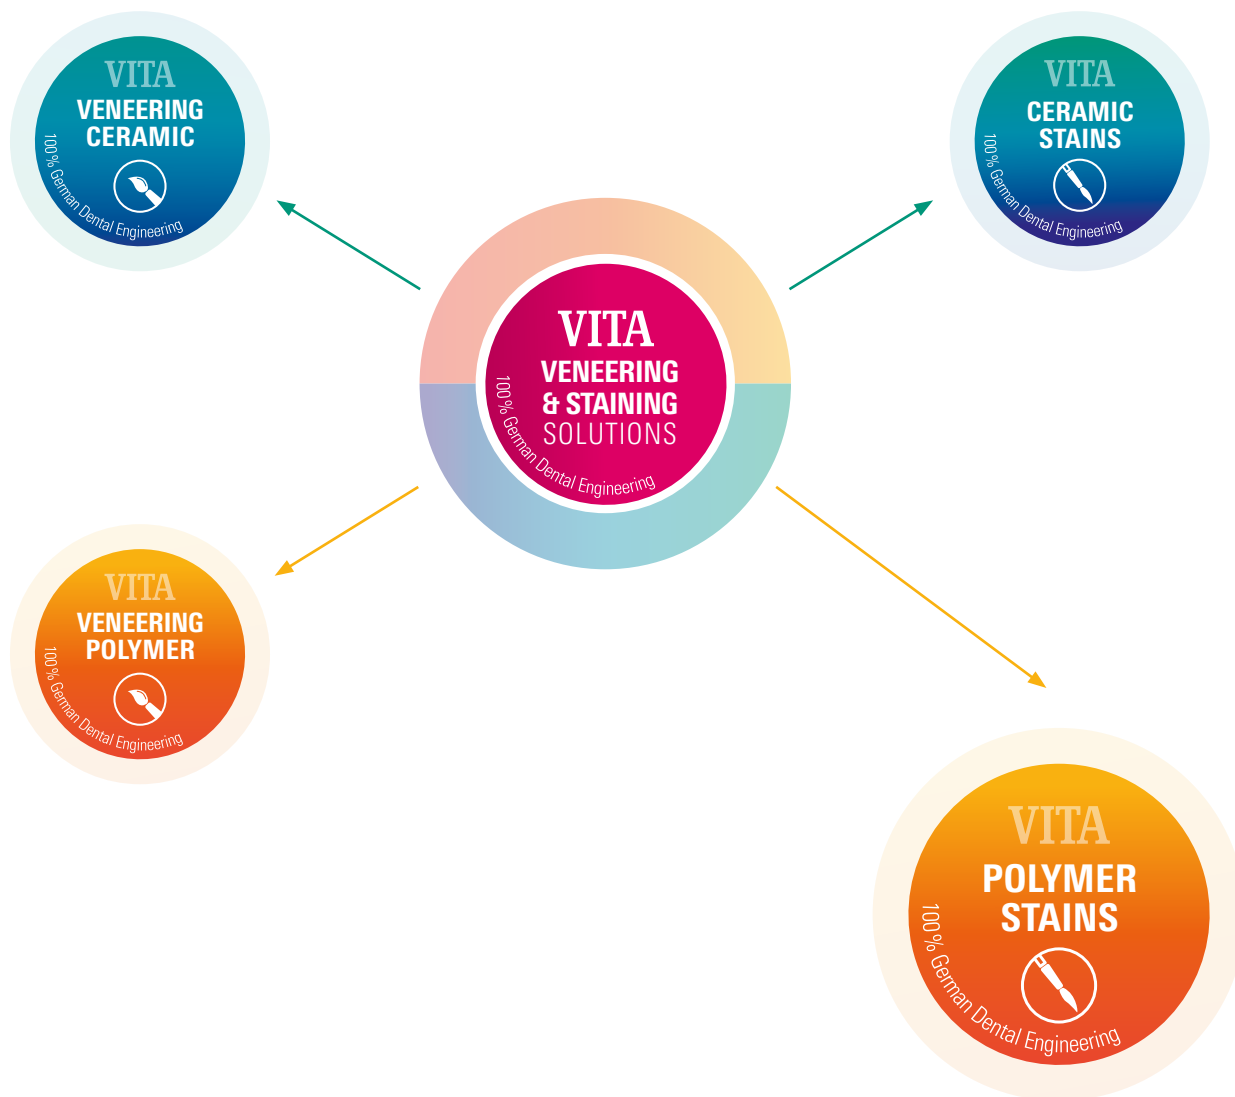 VITA
VENEERING
CERAMIC
100% German Dental Engineering
VITA
CERAMIC
STAINS
100% German Dental Engineering
VITA
VENEERING
& STAINING
SOLUTIONS
100% German Dental Engineering
VITA
VENEERING
POLYMER
100% German Dental Engineering
VITA
POLYMER
STAINS
100% German Dental Engineering